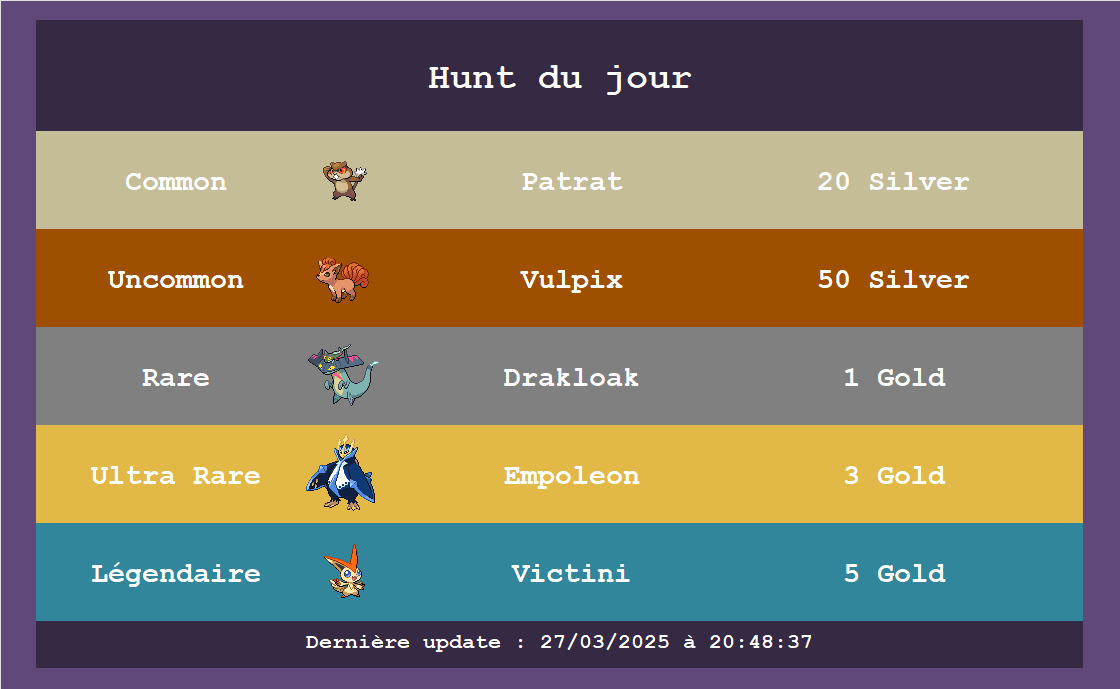 Hunt du jour
Common Patrat 20 Silver
Uncommon Vulpix 50 Silver
Rare Drakloak 1 Gold
Ultra Rare Empoleon 3 Gold
Légendaire Victini 5 Gold
Dernière update : 27/03/2025 à 20:48:37